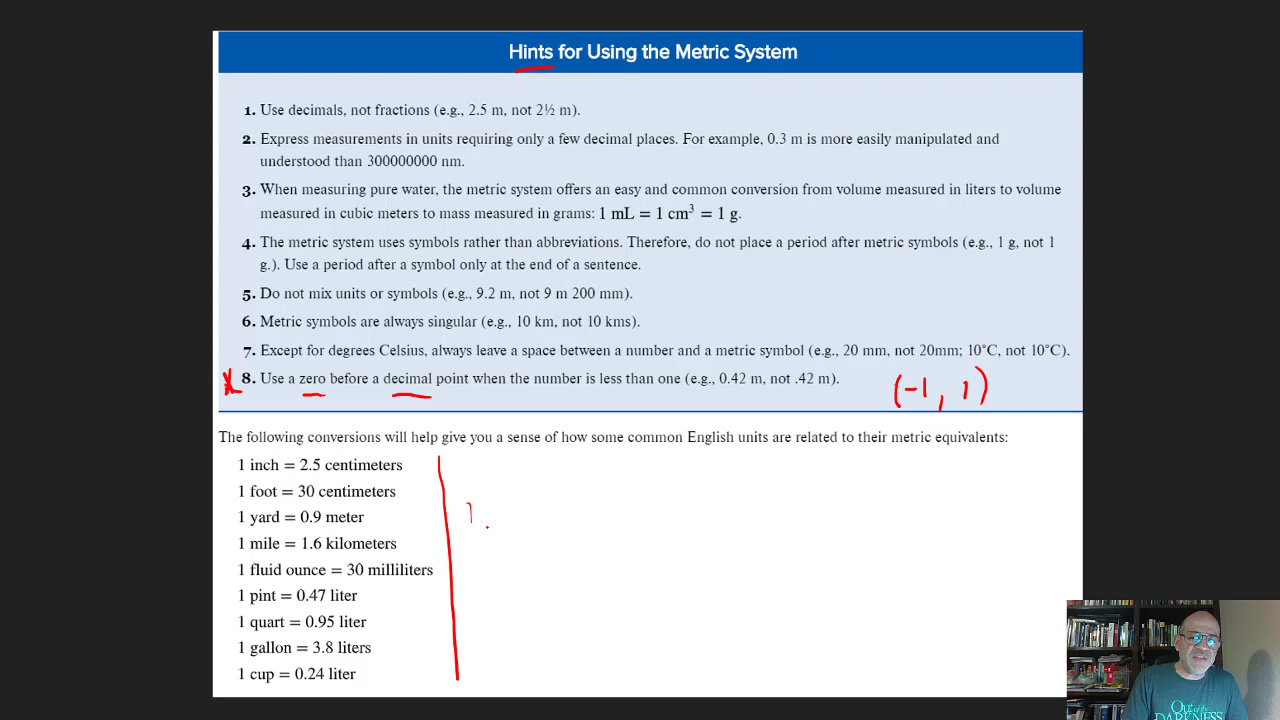 Hints for Using the Metric System
1. Use decimals, not fractions (e.g., 2.5 m, not 2½ m).
2. Express measurements in units requiring only a few decimal places. For example, 0.3 m is more easily manipulated and
understood than 300000000 nm.
3. When measuring pure water, the metric system offers an easy and common conversion from volume measured in liters to volume
measured in cubic meters to mass measured in grams: 1 mL = 1 cm³ = 1 g.
4. The metric system uses symbols rather than abbreviations. Therefore, do not place a period after metric symbols (e.g., 1 g, not 1
g.). Use a period after a symbol only at the end of a sentence.
5. Do not mix units or symbols (e.g., 9.2 m, not 9 m 200 mm).
6. Metric symbols are always singular (e.g., 10 km, not 10 kms).
7. Except for degrees Celsius, always leave a space between a number and a metric symbol (e.g., 20 mm, not 20mm; 10°C, not 10°C).
8. Use a zero before a decimal point when the number is less than one (e.g., 0.42 m, not .42 m).
(-1, 1)
The following conversions will help give you a sense of how some common English units are related to their metric equivalents:
1 inch = 2.5 centimeters
1 foot = 30 centimeters
1 yard = 0.9 meter
1.
1 mile = 1.6 kilometers
1 fluid ounce = 30 milliliters
1 pint = 0.47 liter
1 quart = 0.95 liter
1 gallon = 3.8 liters
1 cup = 0.24 liter
Out of the
DARKNESS